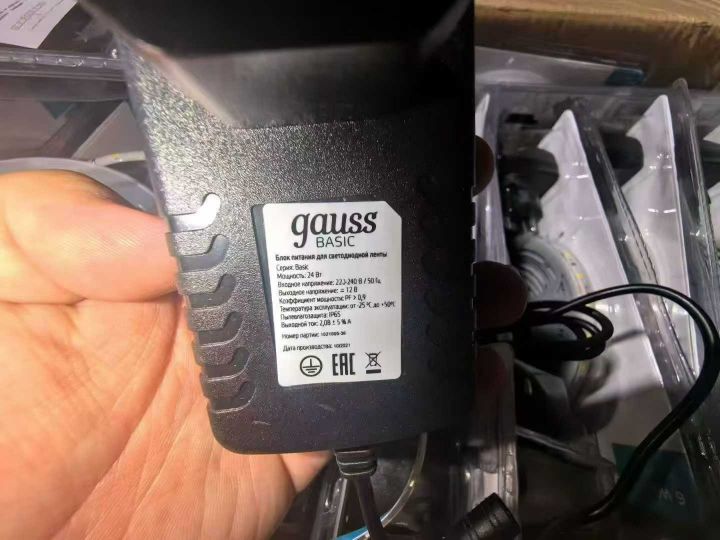 gauss
BASIC
Блок питания для светодиодной ленты
Серия: Basic
Мощность: 24 Вт
Входное напряжение: 220-240 В / 50 Гц
Выходное напряжение: = 12 В
Коэффициент мощности: PF > 0,9
Температура эксплуатации: от -25 °C до +50°C
Пылевлагозащита: IP65
Выходной ток: 2,08 ± 5 % А
Номер партии:
Дата производства:
EAC
6 W